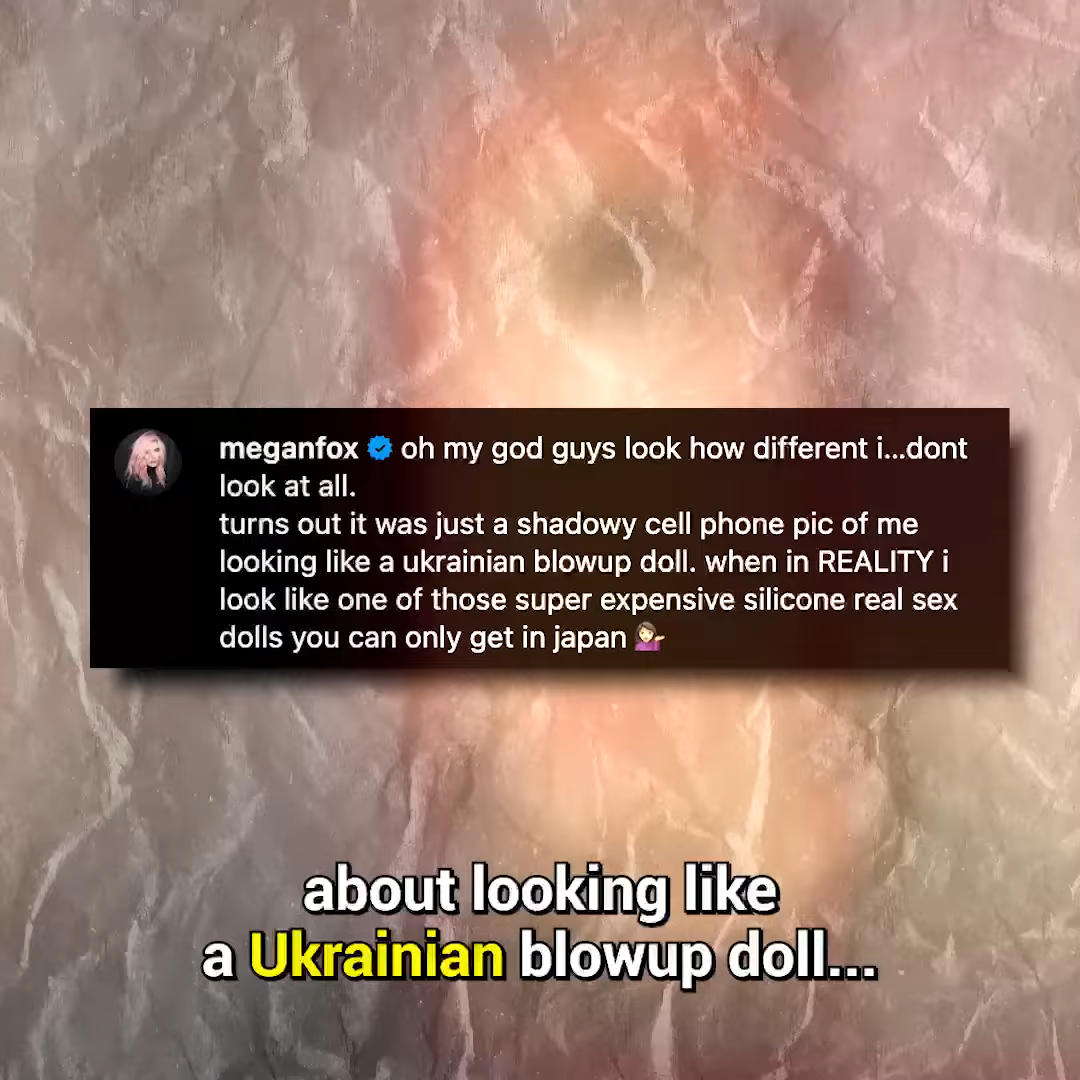 meganfox oh my god guys look how different i...dont
look at all.
turns out it was just a shadowy cell phone pic of me
looking like a ukrainian blowup doll. when in REALITY i
look like one of those super expensive silicone real sex
dolls you can only get in japan 💁🏻‍♀️
about looking like
a Ukrainian blowup doll...